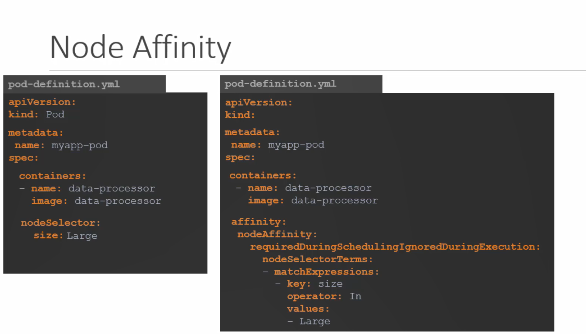 Node Affinity
pod-definition.yml
apiVersion:
kind: Pod
metadata:
name: myapp-pod
spec:
containers:
- name: data-processor
image: data-processor
nodeSelector:
size: Large
pod-definition.yml
apiVersion:
kind:
metadata:
name: myapp-pod
spec:
containers:
- name: data-processor
image: data-processor
affinity:
nodeAffinity:
requiredDuringSchedulingIgnoredDuringExecution:
nodeSelectorTerms:
- matchExpressions:
- key: size
operator: In
values:
- Large